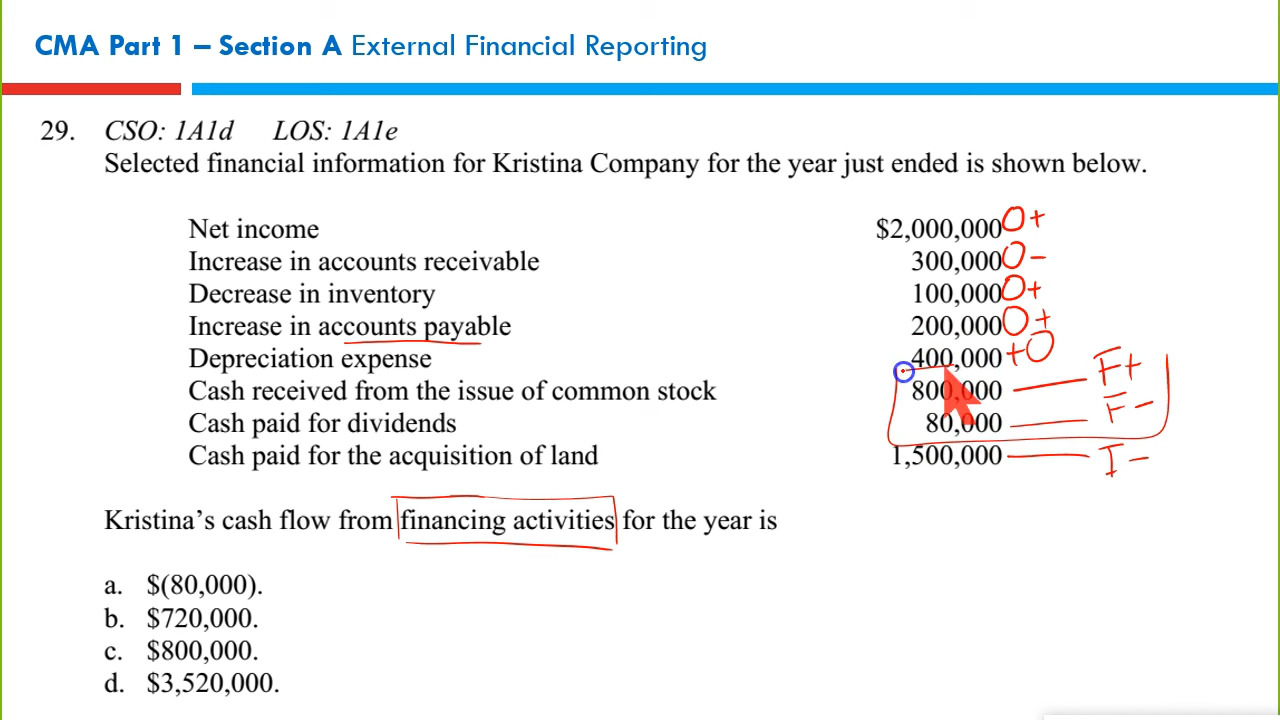 CMA Part 1 – Section A External Financial Reporting
29. CSO: 1A1d LOS: 1A1e
Selected financial information for Kristina Company for the year just ended is shown below.
Net income $2,000,000 O+
Increase in accounts receivable 300,000 O-
Decrease in inventory 100,000 O+
Increase in accounts payable 200,000 O+
Depreciation expense 400,000 +O
Cash received from the issue of common stock 800,000 F+
Cash paid for dividends 80,000 F-
Cash paid for the acquisition of land 1,500,000 I-
Kristina's cash flow from financing activities for the year is
a. $(80,000).
b. $720,000.
c. $800,000.
d. $3,520,000.